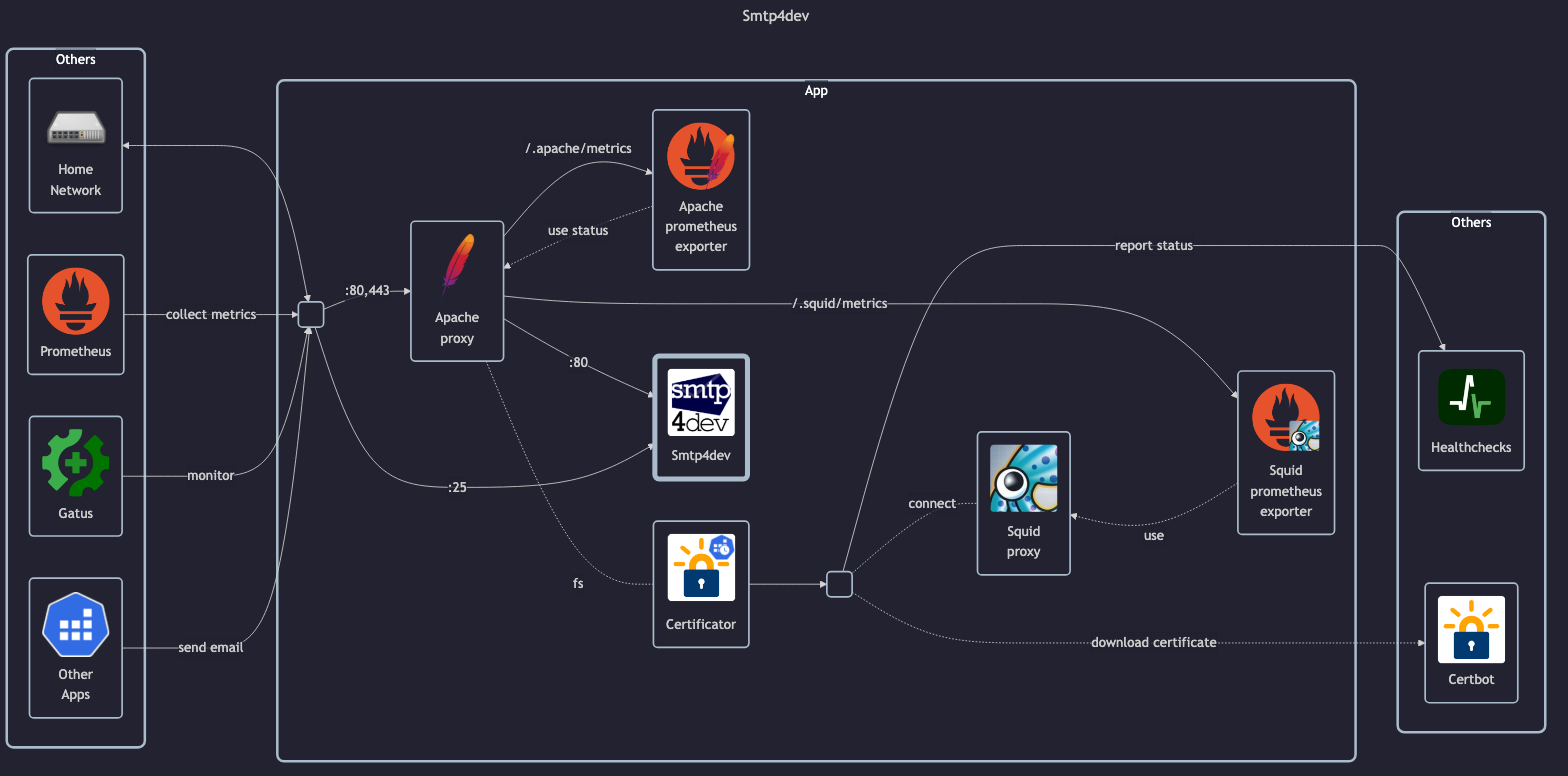 Smtp4dev
Others
Home
Network
Prometheus
Gatus
Other
Apps
collect metrics
monitor
send email
App
:80,443
Apache
proxy
/.apache/metrics
use status
Apache
prometheus
exporter
/.squid/metrics
:80
:25
smtp
4dev
Smtp4dev
fs
Certificator
report status
connect
Squid
proxy
use
Squid
prometheus
exporter
download certificate
Others
Healthchecks
Certbot